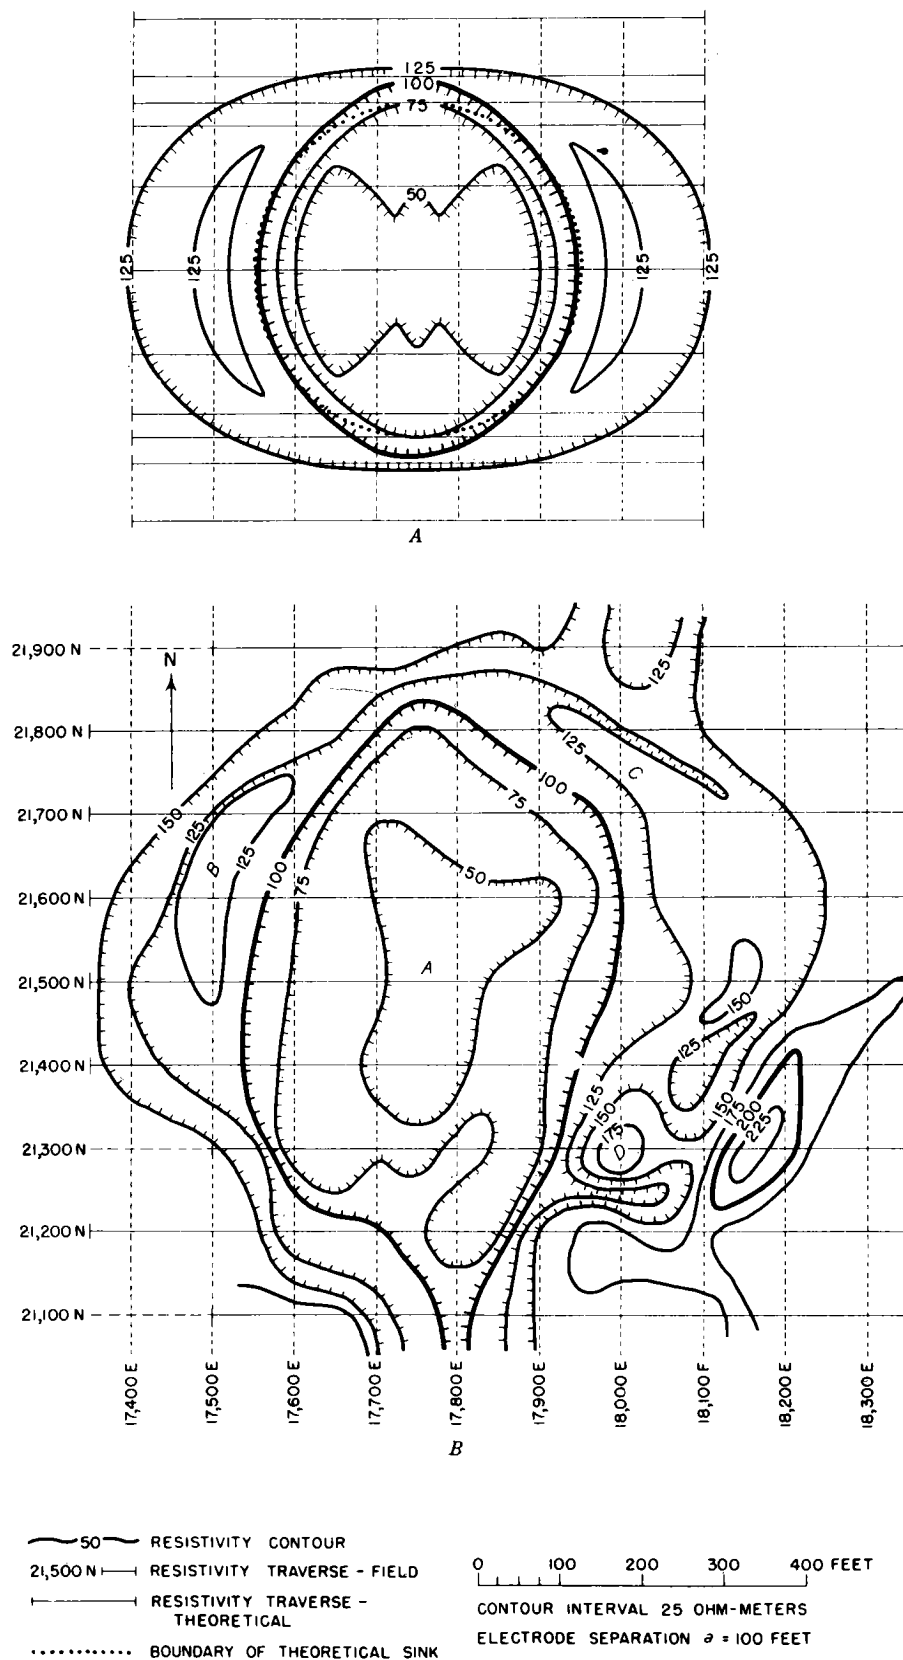 125
100
75
50
125
125
125
125
A
21,900 N
N
125
21,800 N
125
C
100
75
21,700 N
150
125
B
125
100
75
50
21,600 N
A
21,500 N
150
125
21,400 N
125
150
175
D
150
175
200
225
21,300 N
21,200 N
21,100 N
17,400 E
17,500 E
17,600 E
17,700 E
17,800 E
17,900 E
18,000 E
18,100 E
18,200 E
18,300 E
B
50 RESISTIVITY CONTOUR
21,500 N RESISTIVITY TRAVERSE - FIELD
RESISTIVITY TRAVERSE -
THEORETICAL
BOUNDARY OF THEORETICAL SINK
0 100 200 300 400 FEET
CONTOUR INTERVAL 25 OHM-METERS
ELECTRODE SEPARATION a = 100 FEET